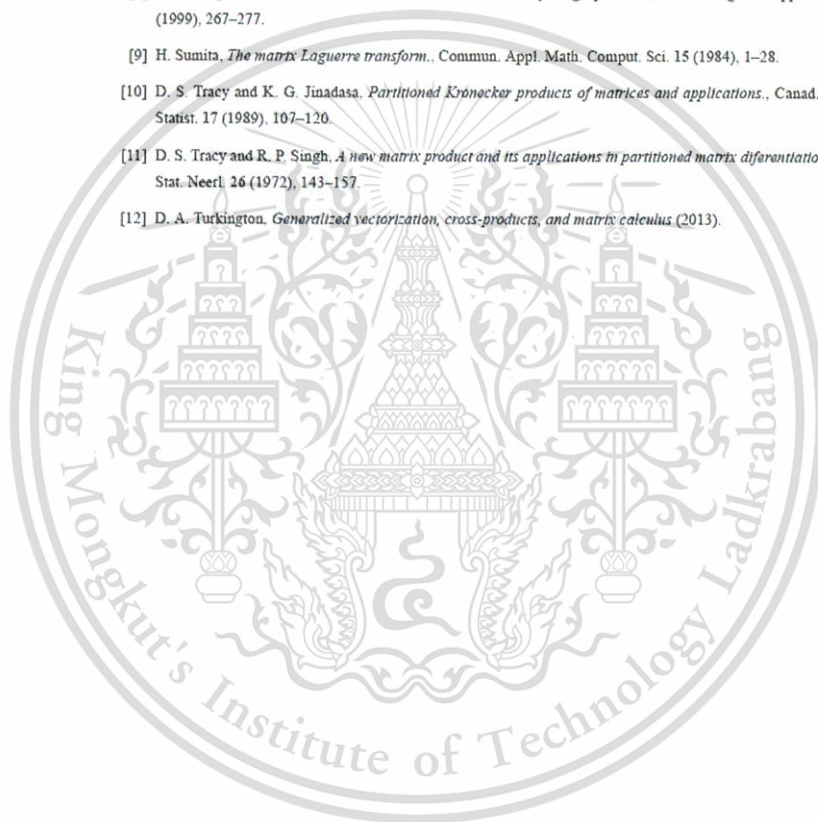 (1999), 267–277.
[9] H. Sumita, The matrix Laguerre transform., Commun. Appl. Math. Comput. Sci. 15 (1984), 1–28.
[10] D. S. Tracy and K. G. Jinadasa, Partitioned Kronecker products of matrices and applications., Canad.
Statist. 17 (1989), 107–120.
[11] D. S. Tracy and R. P. Singh, A new matrix product and its applications in partitioned matrix diferentiatio
Stat. Neerl. 26 (1972), 143–157.
[12] D. A. Turkington, Generalized vectorization, cross-products, and matrix calculus (2013).
King Mongkut's Institute of Technology Ladkrabang